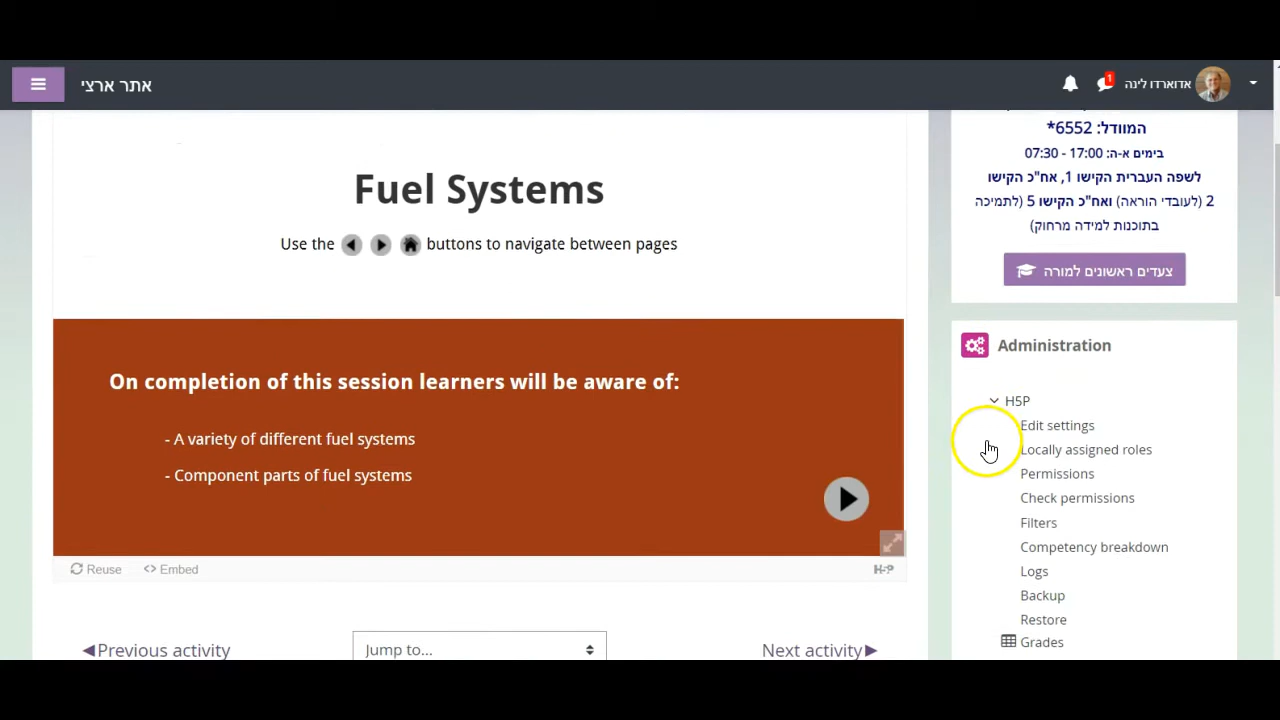 אתר ארצי
1
אדוארדו לינה
Fuel Systems
Use the buttons to navigate between pages
On completion of this session learners will be aware of:
- A variety of different fuel systems
- Component parts of fuel systems
Reuse
<> Embed
H-P
◀Previous activity
Jump to...
Next activity▶
המוודל: 6552*
בימים א-ה: 17:00 - 07:30
לשפה העברית הקישו 1, אח"כ הקישו
2 (לעובדי הוראה) ואח"כ הקישו 5 (לתמיכה
בתוכנות למידה מרחוק)
צעדים ראשונים למורה
Administration
H5P
Edit settings
Locally assigned roles
Permissions
Check permissions
Filters
Competency breakdown
Logs
Backup
Restore
Grades